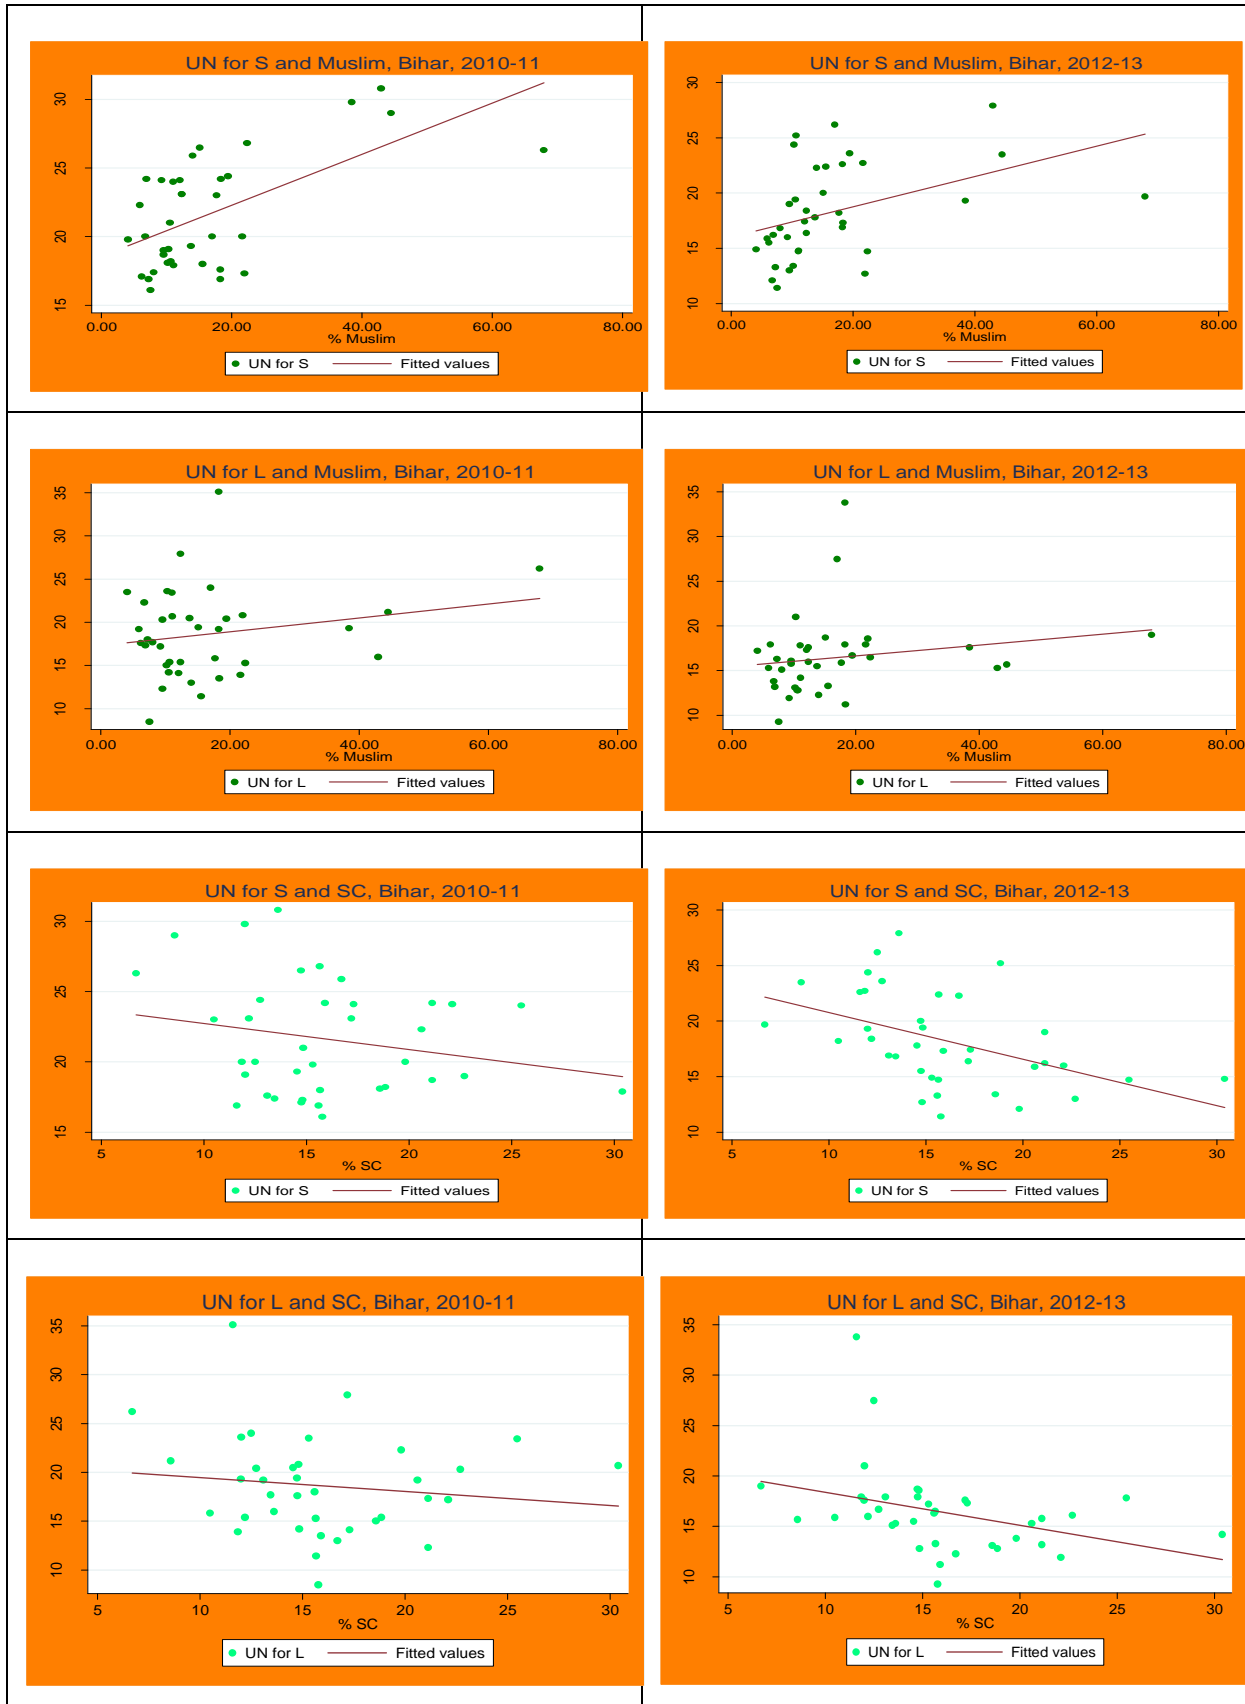 UN for S and Muslim, Bihar, 2010-11
30
25
20
15
0.00 20.00 40.00 60.00 80.00
% Muslim
UN for S Fitted values
UN for S and Muslim, Bihar, 2012-13
30
25
20
15
10
0.00 20.00 40.00 60.00 80.00
% Muslim
UN for S Fitted values
UN for L and Muslim, Bihar, 2010-11
35
30
25
20
15
10
0.00 20.00 40.00 60.00 80.00
% Muslim
UN for L Fitted values
UN for L and Muslim, Bihar, 2012-13
35
30
25
20
15
10
0.00 20.00 40.00 60.00 80.00
% Muslim
UN for L Fitted values
UN for S and SC, Bihar, 2010-11
30
25
20
15
5 10 15 20 25 30
% SC
UN for S Fitted values
UN for S and SC, Bihar, 2012-13
30
25
20
15
10
5 10 15 20 25 30
% SC
UN for S Fitted values
UN for L and SC, Bihar, 2010-11
35
30
25
20
15
10
5 10 15 20 25 30
% SC
UN for L Fitted values
UN for L and SC, Bihar, 2012-13
35
30
25
20
15
10
5 10 15 20 25 30
% SC
UN for L Fitted values